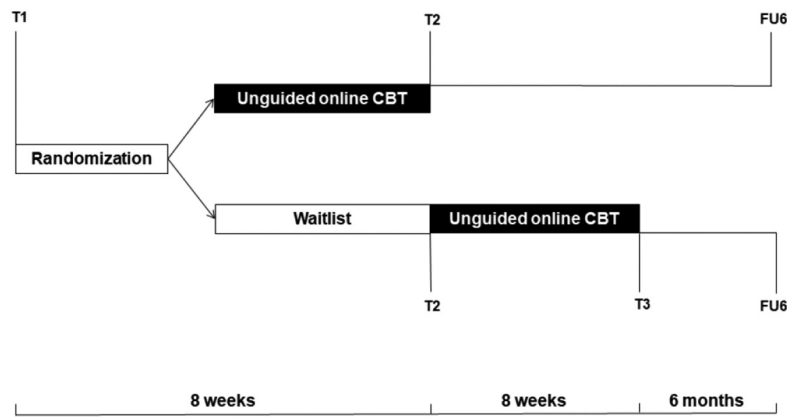 T1
T2
FU6
Unguided online CBT
Randomization
Waitlist
Unguided online CBT
T2
T3
FU6
8 weeks
8 weeks
6 months